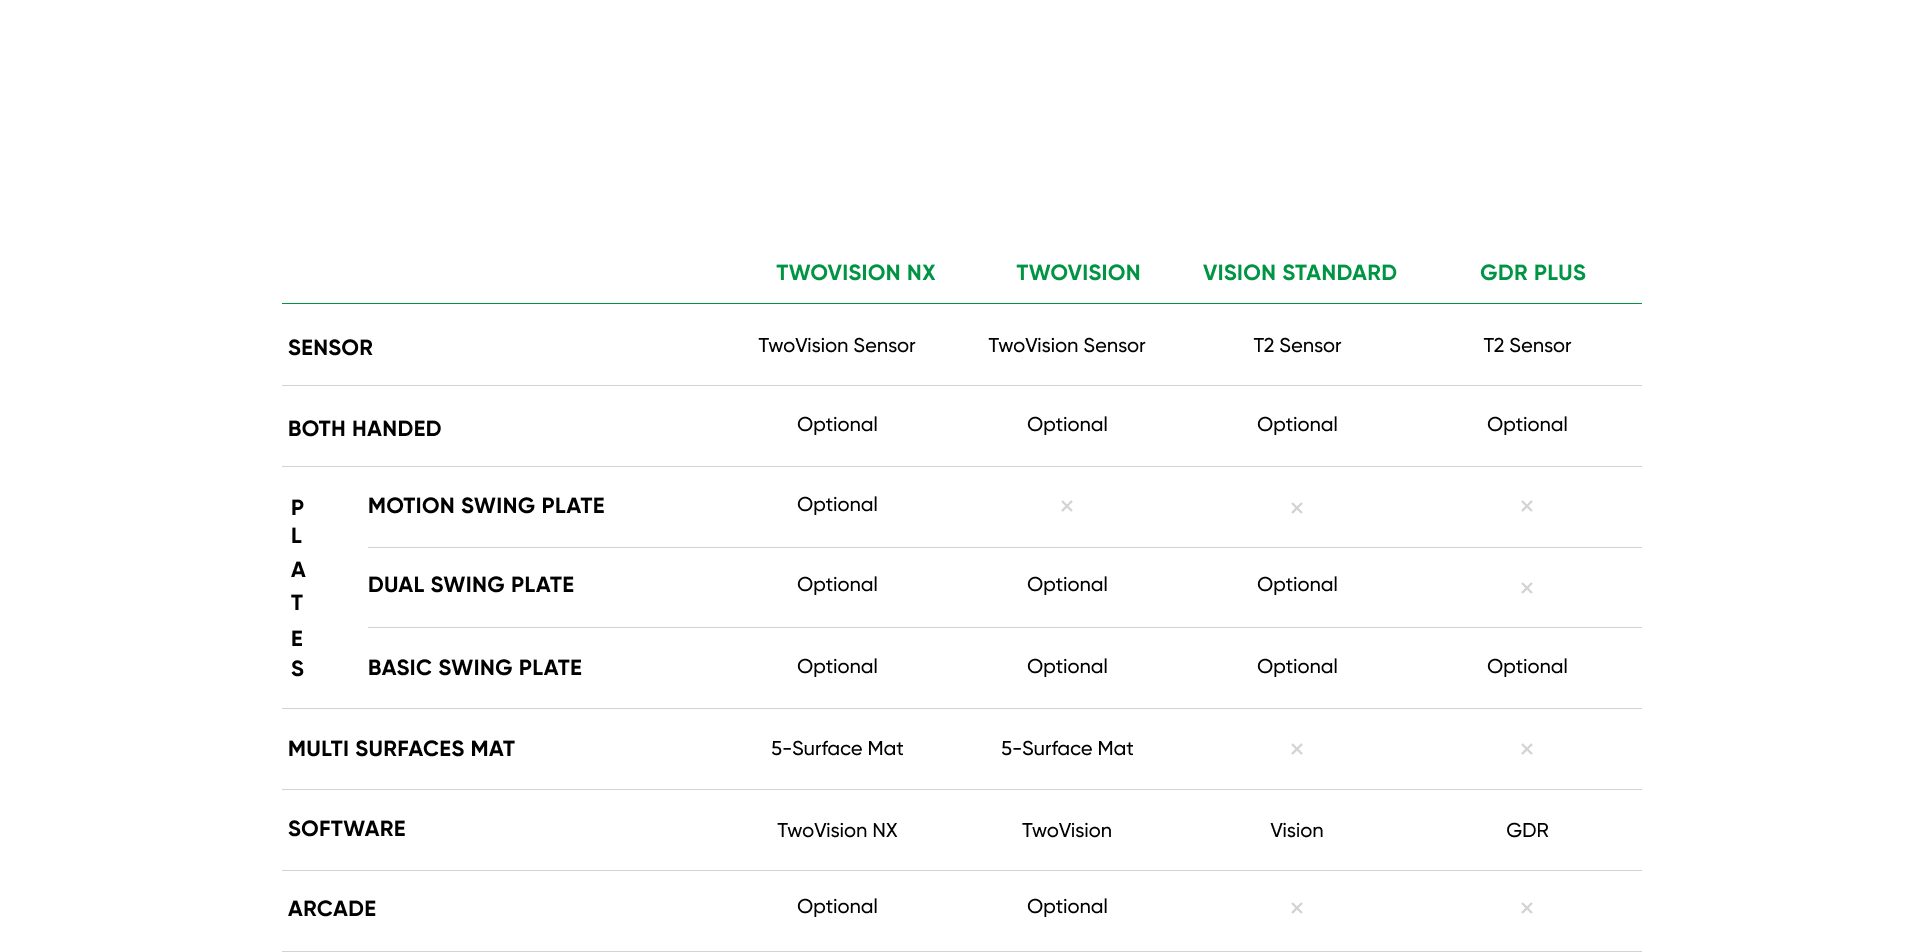 TWOVISION NX TWOVISION VISION STANDARD GDR PLUS
SENSOR TwoVision Sensor TwoVision Sensor T2 Sensor T2 Sensor
BOTH HANDED Optional Optional Optional Optional
PLATES
MOTION SWING PLATE Optional × × ×
DUAL SWING PLATE Optional Optional Optional ×
BASIC SWING PLATE Optional Optional Optional Optional
MULTI SURFACES MAT 5-Surface Mat 5-Surface Mat × ×
SOFTWARE TwoVision NX TwoVision Vision GDR
ARCADE Optional Optional × ×